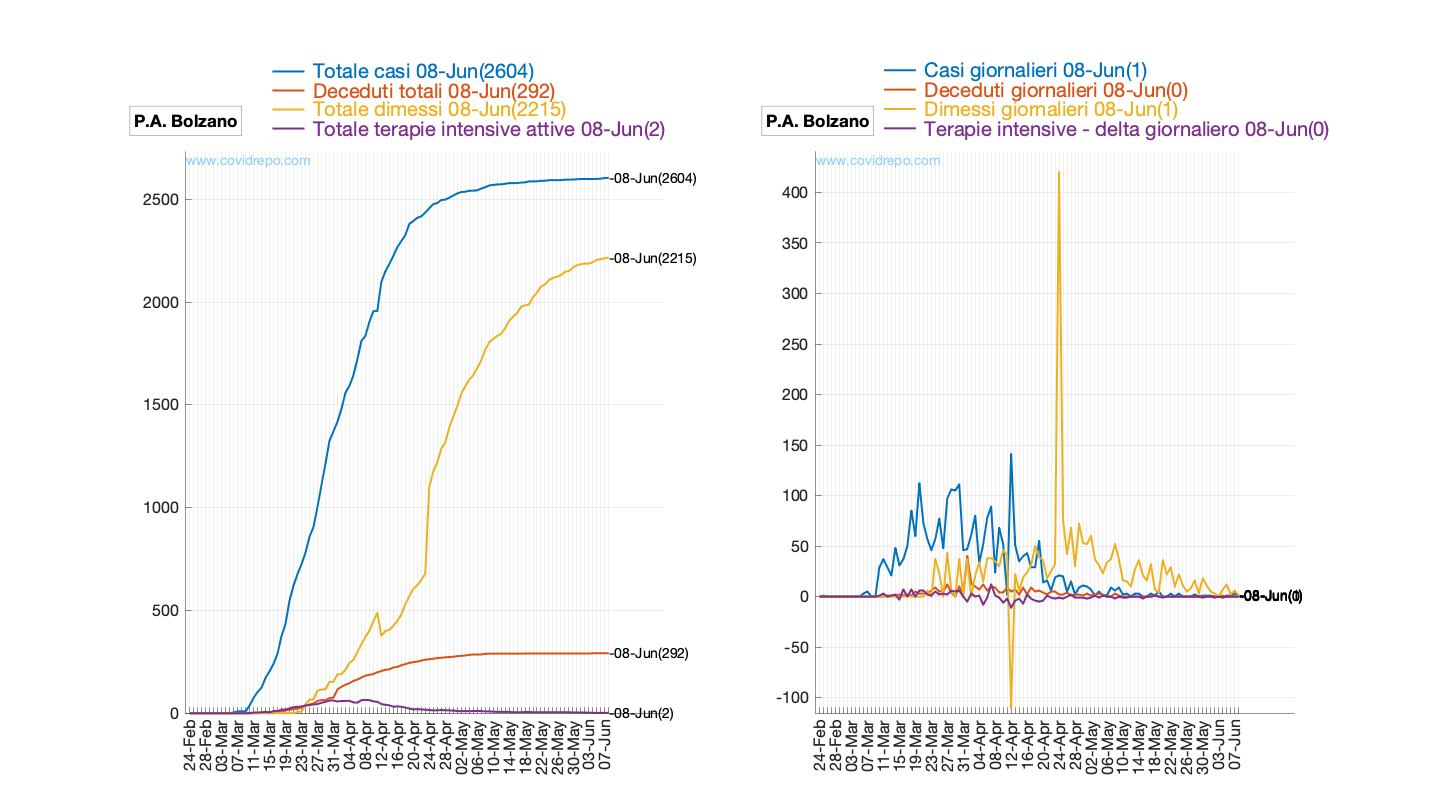 Totale casi 08-Jun(2604)
Deceduti totali 08-Jun(292)
Totale dimessi 08-Jun(2215)
Totale terapie intensive attive 08-Jun(2)
P.A. Bolzano
www.covidrepo.com
2500
2000
1500
1000
500
0
-08-Jun(2604)
-08-Jun(2215)
-08-Jun(292)
-08-Jun(2)
24-Feb
28-Feb
03-Mar
07-Mar
11-Mar
15-Mar
19-Mar
23-Mar
27-Mar
31-Mar
04-Apr
08-Apr
12-Apr
16-Apr
20-Apr
24-Apr
28-Apr
02-May
06-May
10-May
14-May
18-May
22-May
26-May
30-May
03-Jun
07-Jun
Casi giornalieri 08-Jun(1)
Deceduti giornalieri 08-Jun(0)
Dimessi giornalieri 08-Jun(1)
Terapie intensive - delta giornaliero 08-Jun(0)
P.A. Bolzano
www.covidrepo.com
400
350
300
250
200
150
100
50
0
-50
-100
24-Feb
28-Feb
03-Mar
07-Mar
11-Mar
15-Mar
19-Mar
23-Mar
27-Mar
31-Mar
04-Apr
08-Apr
12-Apr
16-Apr
20-Apr
24-Apr
28-Apr
02-May
06-May
10-May
14-May
18-May
22-May
26-May
30-May
03-Jun
07-Jun